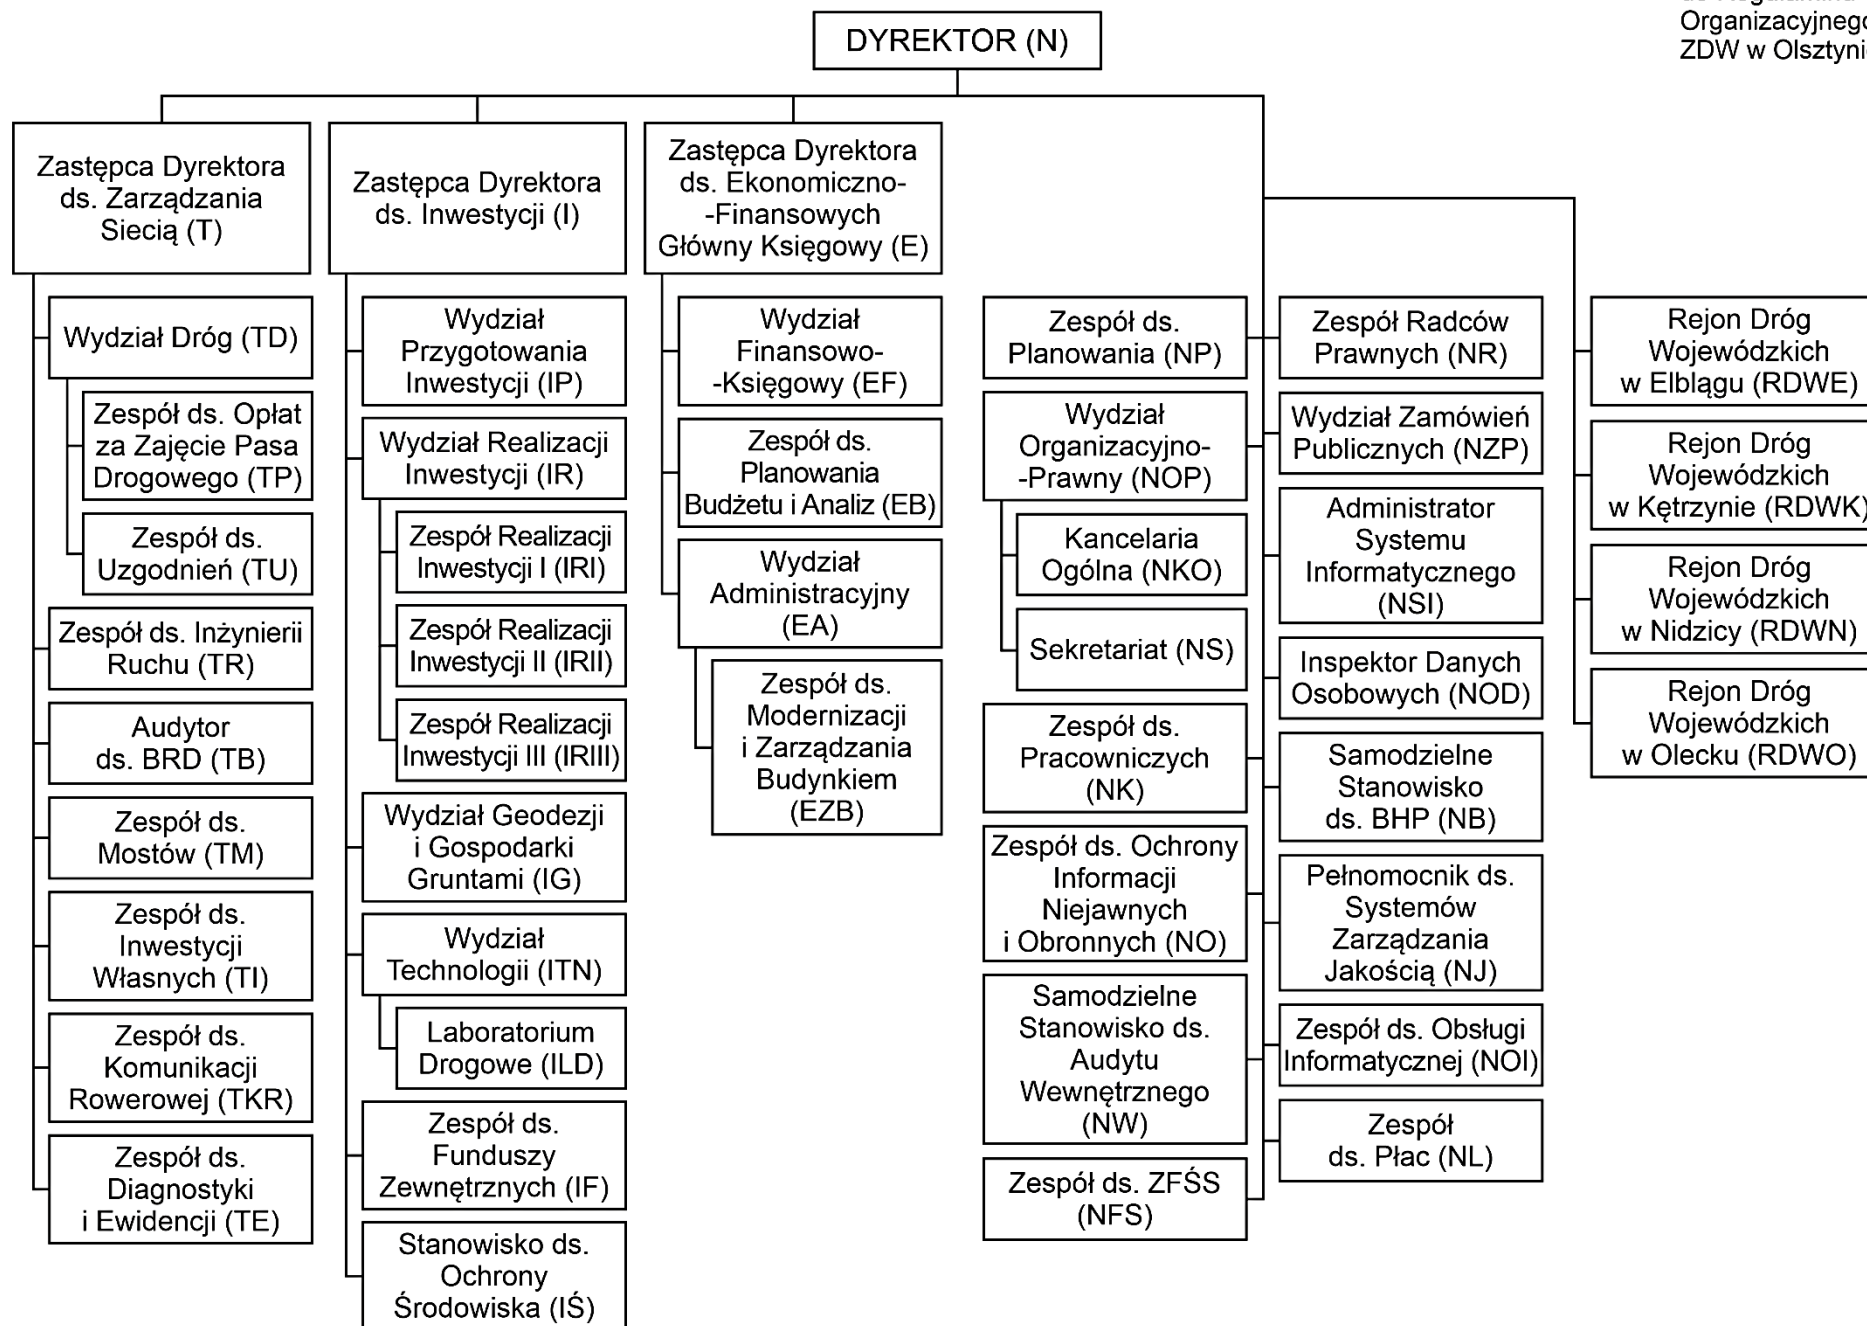 Organizacyjnego
ZDW w Olsztynie
DYREKTOR (N)
Zastępca Dyrektora
ds. Zarządzania
Siecią (T)
Wydział Dróg (TD)
Zespół ds. Opłat
za Zajęcie Pasa
Drogowego (TP)
Zespół ds.
Uzgodnień (TU)
Zespół ds. Inżynierii
Ruchu (TR)
Audytor
ds. BRD (TB)
Zespół ds.
Mostów (TM)
Zespół ds.
Inwestycji
Własnych (TI)
Zespół ds.
Komunikacji
Rowerowej (TKR)
Zespół ds.
Diagnostyki
i Ewidencji (TE)
Zastępca Dyrektora
ds. Inwestycji (I)
Wydział
Przygotowania
Inwestycji (IP)
Wydział Realizacji
Inwestycji (IR)
Zespół Realizacji
Inwestycji I (IRI)
Zespół Realizacji
Inwestycji II (IRII)
Zespół Realizacji
Inwestycji III (IRIII)
Wydział Geodezji
i Gospodarki
Gruntami (IG)
Wydział
Technologii (ITN)
Laboratorium
Drogowe (ILD)
Zespół ds.
Funduszy
Zewnętrznych (IF)
Stanowisko ds.
Ochrony
Środowiska (IŚ)
Zastępca Dyrektora
ds. Ekonomiczno-
-Finansowych
Główny Księgowy (E)
Wydział
Finansowo-
-Księgowy (EF)
Zespół ds.
Planowania
Budżetu i Analiz (EB)
Wydział
Administracyjny
(EA)
Zespół ds.
Modernizacji
i Zarządzania
Budynkiem
(EZB)
Zespół ds.
Planowania (NP)
Wydział
Organizacyjno-
-Prawny (NOP)
Kancelaria
Ogólna (NKO)
Sekretariat (NS)
Zespół ds.
Pracowniczych
(NK)
Zespół ds. Ochrony
Informacji
Niejawnych
i Obronnych (NO)
Samodzielne
Stanowisko ds.
Audytu
Wewnętrznego
(NW)
Zespół ds. ZFŚS
(NFS)
Zespół Radców
Prawnych (NR)
Wydział Zamówień
Publicznych (NZP)
Administrator
Systemu
Informatycznego
(NSI)
Inspektor Danych
Osobowych (NOD)
Samodzielne
Stanowisko
ds. BHP (NB)
Pełnomocnik ds.
Systemów
Zarządzania
Jakością (NJ)
Zespół ds. Obsługi
Informatycznej (NOI)
Zespół
ds. Płac (NL)
Rejon Dróg
Wojewódzkich
w Elblągu (RDWE)
Rejon Dróg
Wojewódzkich
w Kętrzynie (RDWK)
Rejon Dróg
Wojewódzkich
w Nidzicy (RDWN)
Rejon Dróg
Wojewódzkich
w Olecku (RDWO)